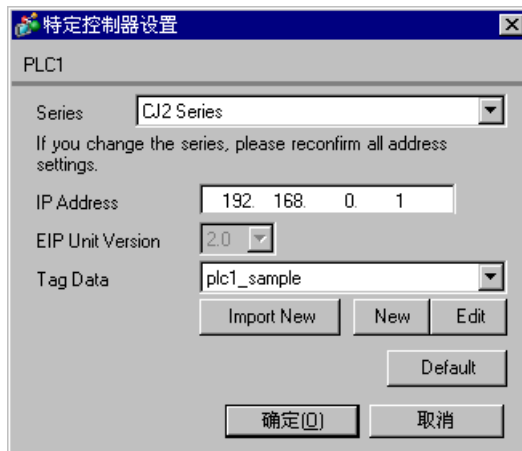 特定控制器设置
PLC1
Series CJ2 Series
If you change the series, please reconfirm all address
settings.
IP Address 192. 168. 0. 1
EIP Unit Version 2.0
Tag Data plc1_sample
Import New New Edit
Default
确定(O) 取消